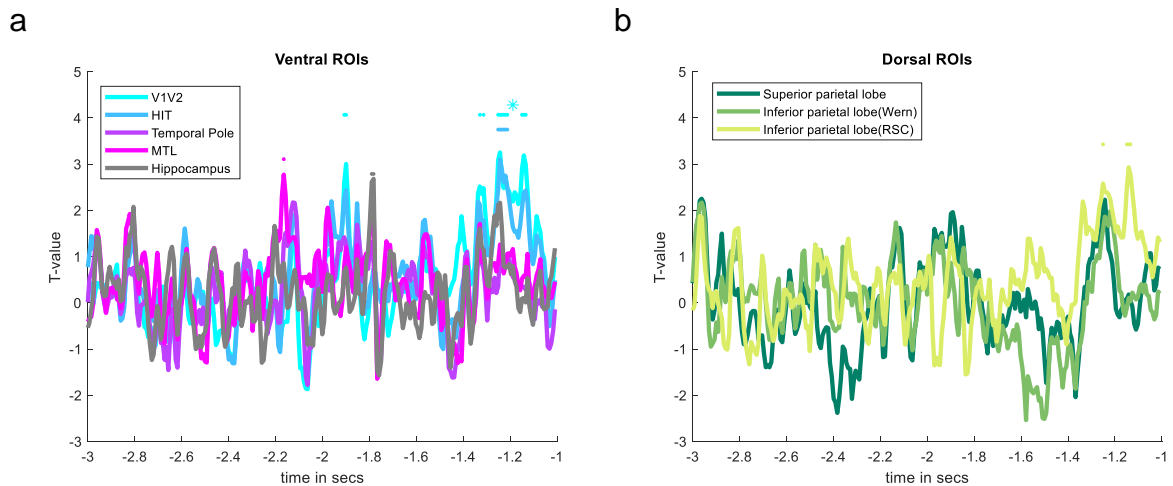 a
Ventral ROIs
5
4
3
2
1
0
-1
-2
-3
T-value
V1V2
HIT
Temporal Pole
MTL
Hippocampus
-3 -2.8 -2.6 -2.4 -2.2 -2 -1.8 -1.6 -1.4 -1.2 -1
time in secs
b
Dorsal ROIs
5
4
3
2
1
0
-1
-2
-3
T-value
Superior parietal lobe
Inferior parietal lobe(Wern)
Inferior parietal lobe(RSC)
-3 -2.8 -2.6 -2.4 -2.2 -2 -1.8 -1.6 -1.4 -1.2 -1
time in secs